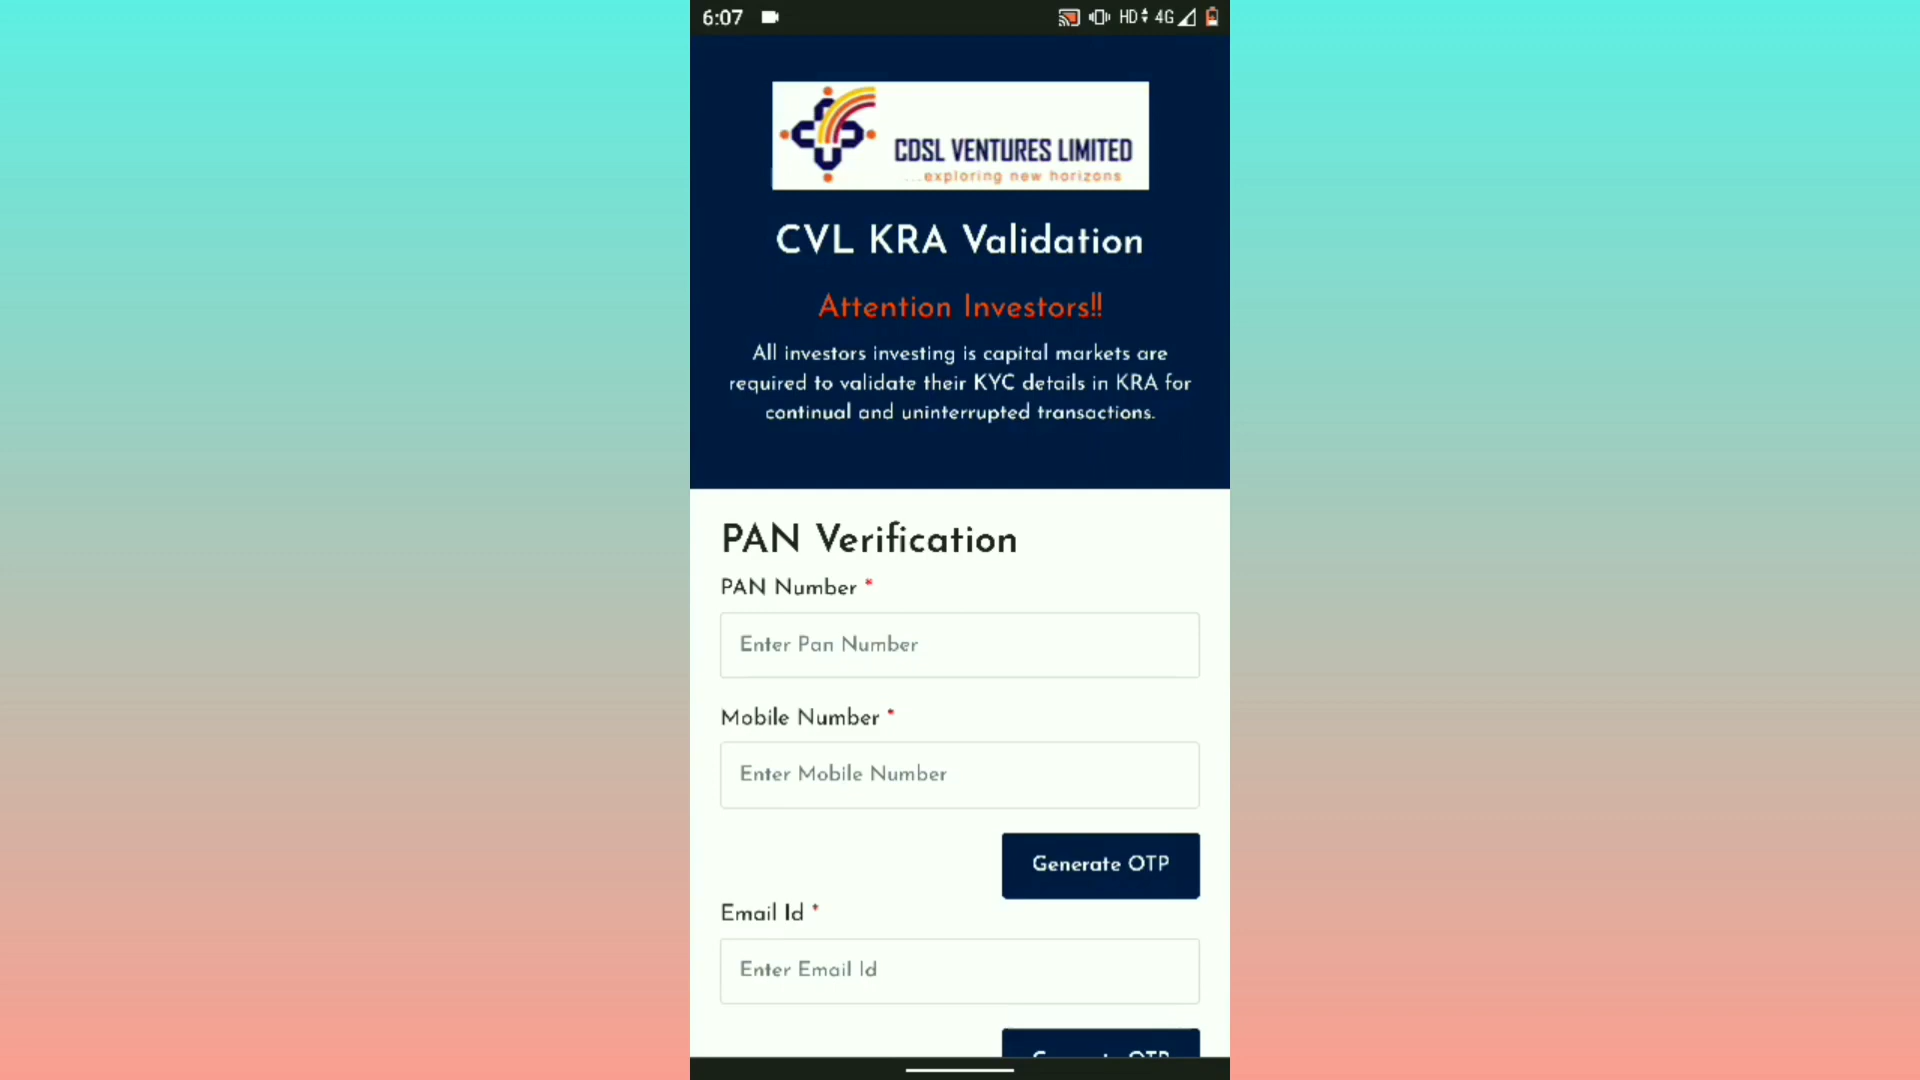 6:07 HD 4G
CDSL VENTURES LIMITED
...exploring new horizons
CVL KRA Validation
Attention Investors!!
All investors investing is capital markets are
required to validate their KYC details in KRA for
continual and uninterrupted transactions.
PAN Verification
PAN Number *
Enter Pan Number
Mobile Number *
Enter Mobile Number
Generate OTP
Email Id *
Enter Email Id
Generate OTP